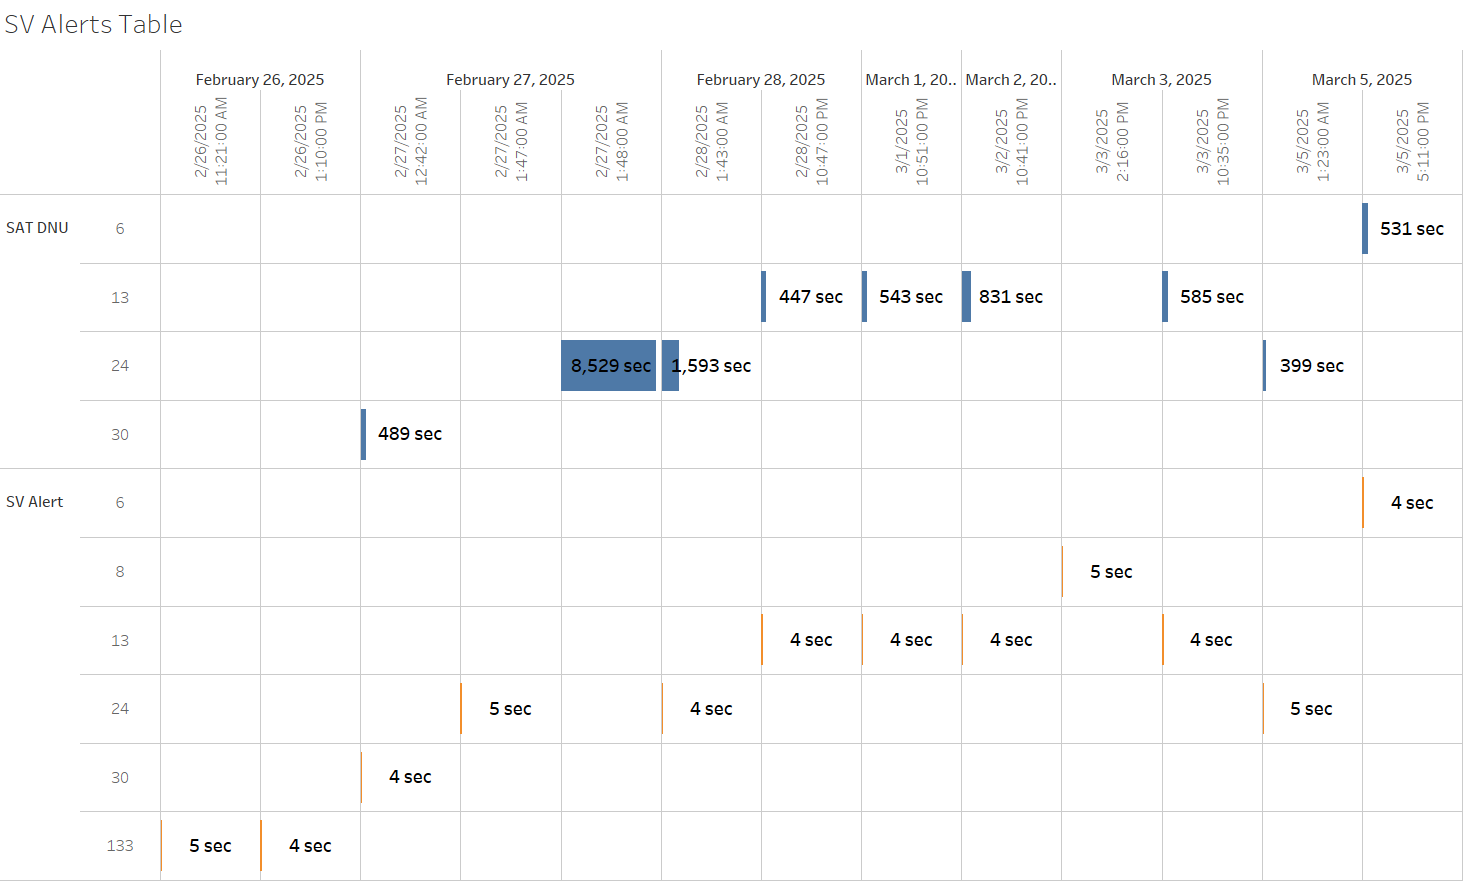 SV Alerts Table
February 26, 2025 February 27, 2025 February 28, 2025 March 1, 20.. March 2, 20.. March 3, 2025 March 5, 2025
2/26/2025
11:21:00 AM
2/26/2025
1:10:00 PM
2/27/2025
12:42:00 AM
2/27/2025
1:47:00 AM
2/27/2025
1:48:00 AM
2/28/2025
1:43:00 AM
2/28/2025
10:47:00 PM
3/1/2025
10:51:00 PM
3/2/2025
10:41:00 PM
3/3/2025
2:16:00 PM
3/3/2025
10:35:00 PM
3/5/2025
1:23:00 AM
3/5/2025
5:11:00 PM
SAT DNU 6 531 sec
13 447 sec 543 sec 831 sec 585 sec
24 8,529 sec 1,593 sec 399 sec
30 489 sec
SV Alert 6 4 sec
8 5 sec
13 4 sec 4 sec 4 sec 4 sec
24 5 sec 4 sec 5 sec
30 4 sec
133 5 sec 4 sec